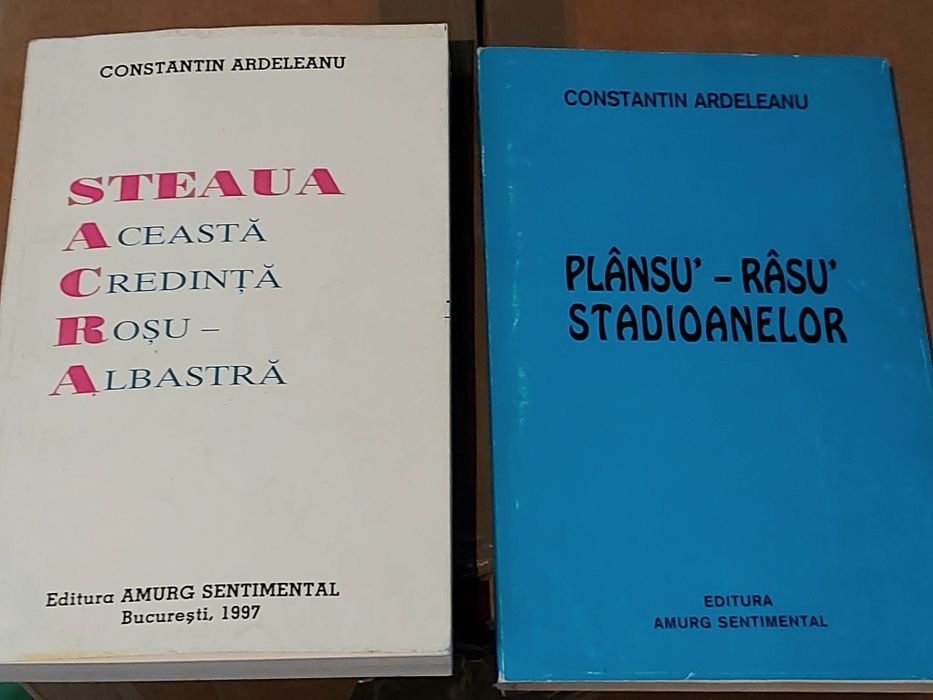 CONSTANTIN ARDELEANU
STEAUA
ACEASTĂ
CREDINȚĂ
ROȘU –
ALBASTRĂ
Editura AMURG SENTIMENTAL
București, 1997
CONSTANTIN ARDELEANU
PLÂNSU' – RÂSU'
STADIOANELOR
EDITURA
AMURG SENTIMENTAL